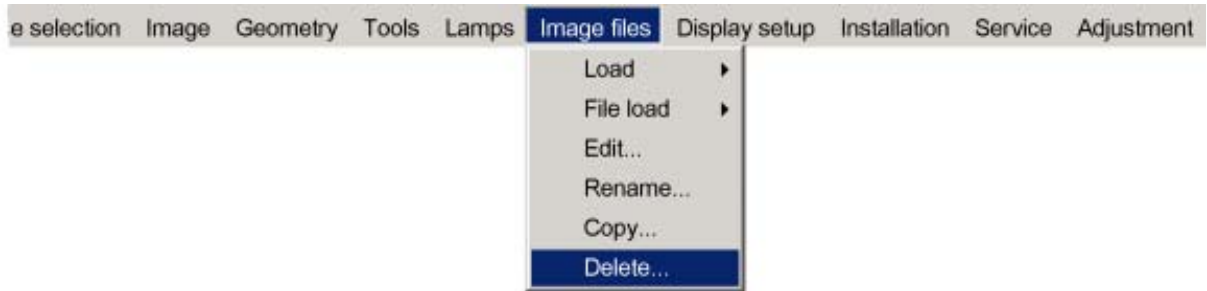 e selection Image Geometry Tools Lamps Image files Display setup Installation Service Adjustment
Load
File load
Edit...
Rename...
Copy...
Delete...